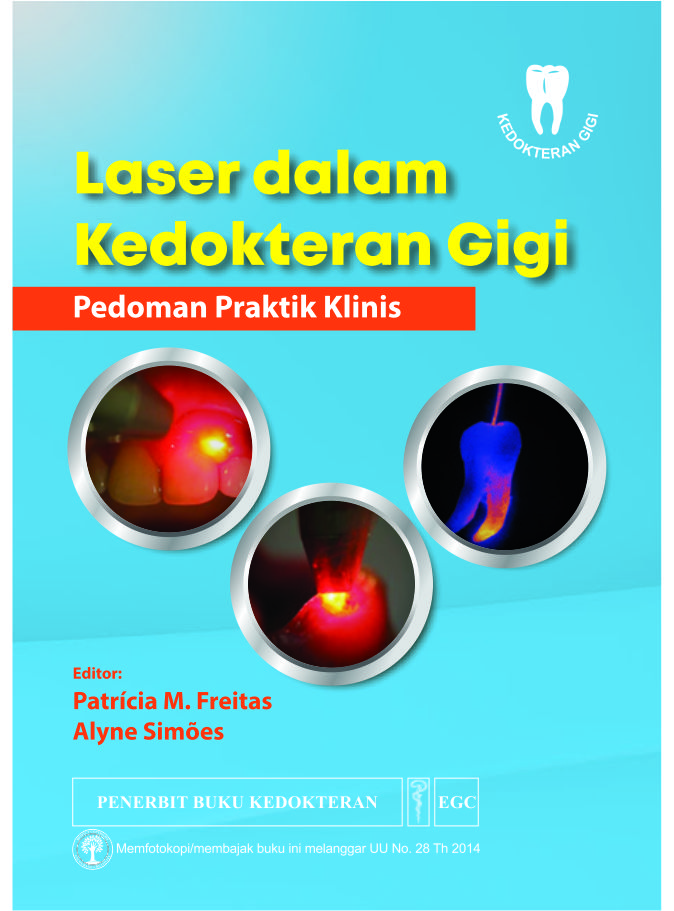 KEDOKTERAN GIGI
Laser dalam
Kedokteran Gigi
Pedoman Praktik Klinis
Editor:
Patrícia M. Freitas
Alyne Simões
PENERBIT BUKU KEDOKTERAN
EGC
Memfotokopi/membajak buku ini melanggar UU No. 28 Th 2014